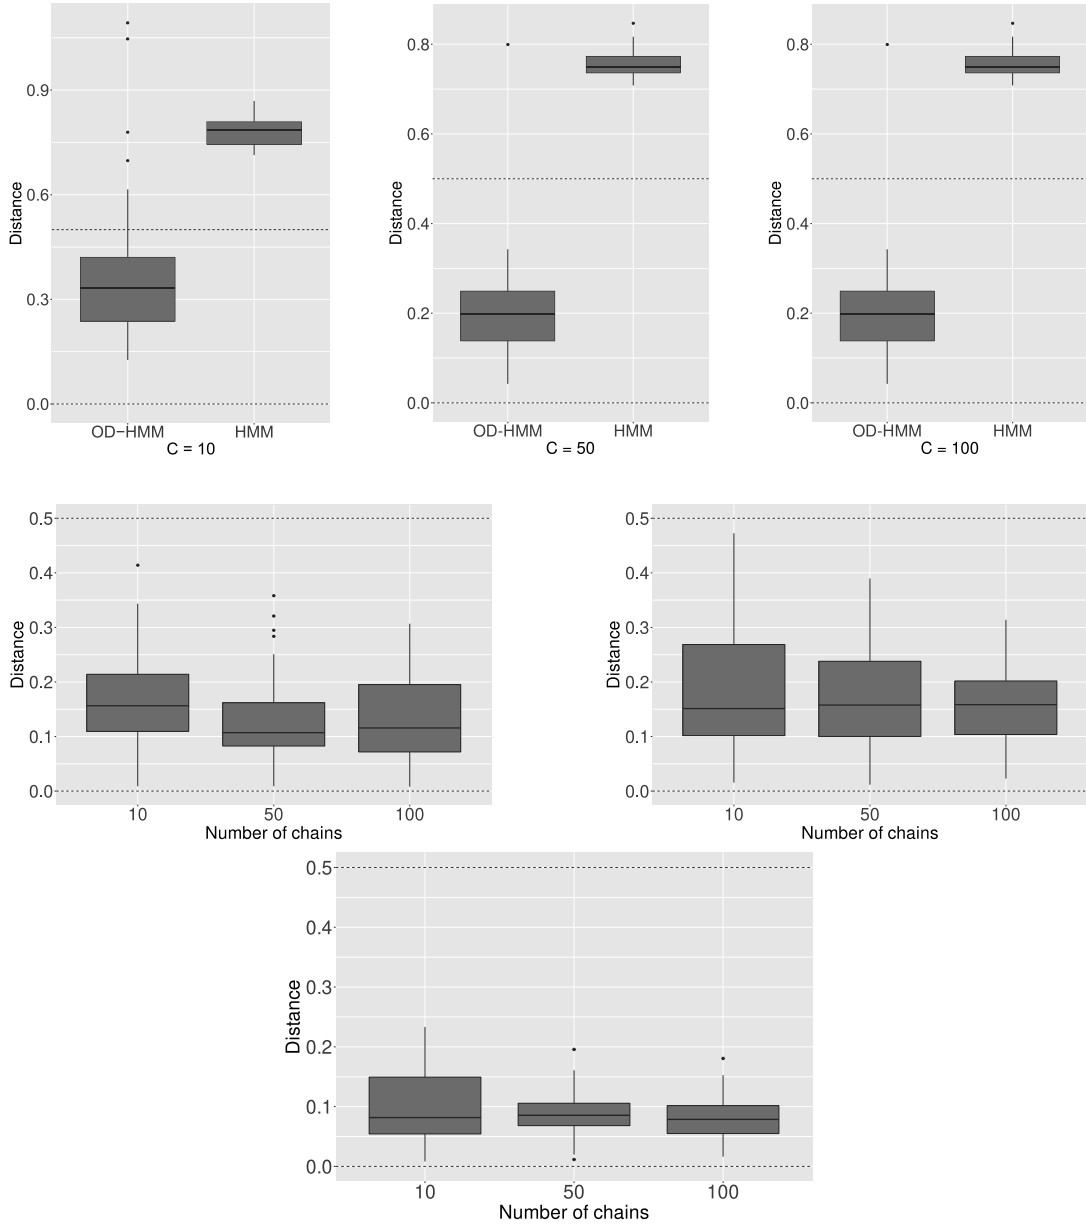 Distance
0.9
0.6
0.3
0.0
OD−HMM HMM
C = 10
Distance
0.8
0.6
0.4
0.2
0.0
OD-HMM HMM
C = 50
Distance
0.8
0.6
0.4
0.2
0.0
OD-HMM HMM
C = 100
Distance
0.5
0.4
0.3
0.2
0.1
0.0
10 50 100
Number of chains
Distance
0.5
0.4
0.3
0.2
0.1
0.0
10 50 100
Number of chains
Distance
0.5
0.4
0.3
0.2
0.1
0.0
10 50 100
Number of chains